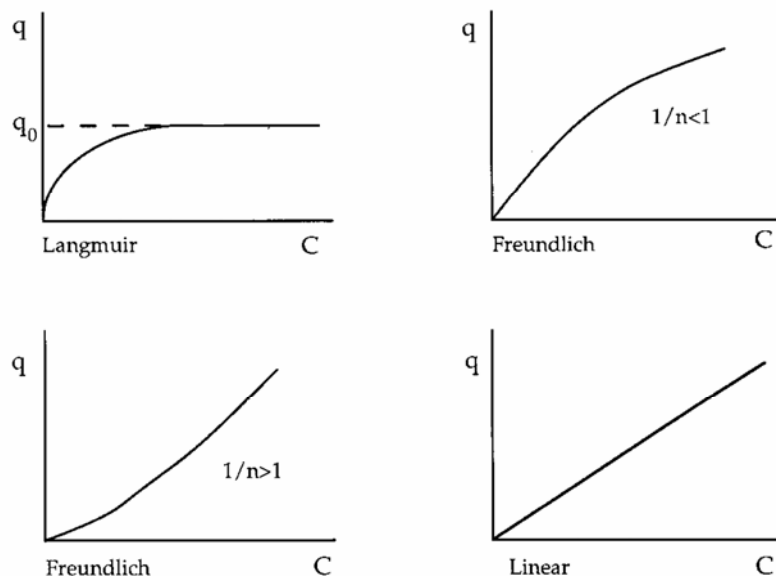 q
q0
Langmuir
C
q
1/n<1
Freundlich
C
q
1/n>1
Freundlich
C
q
Linear
C